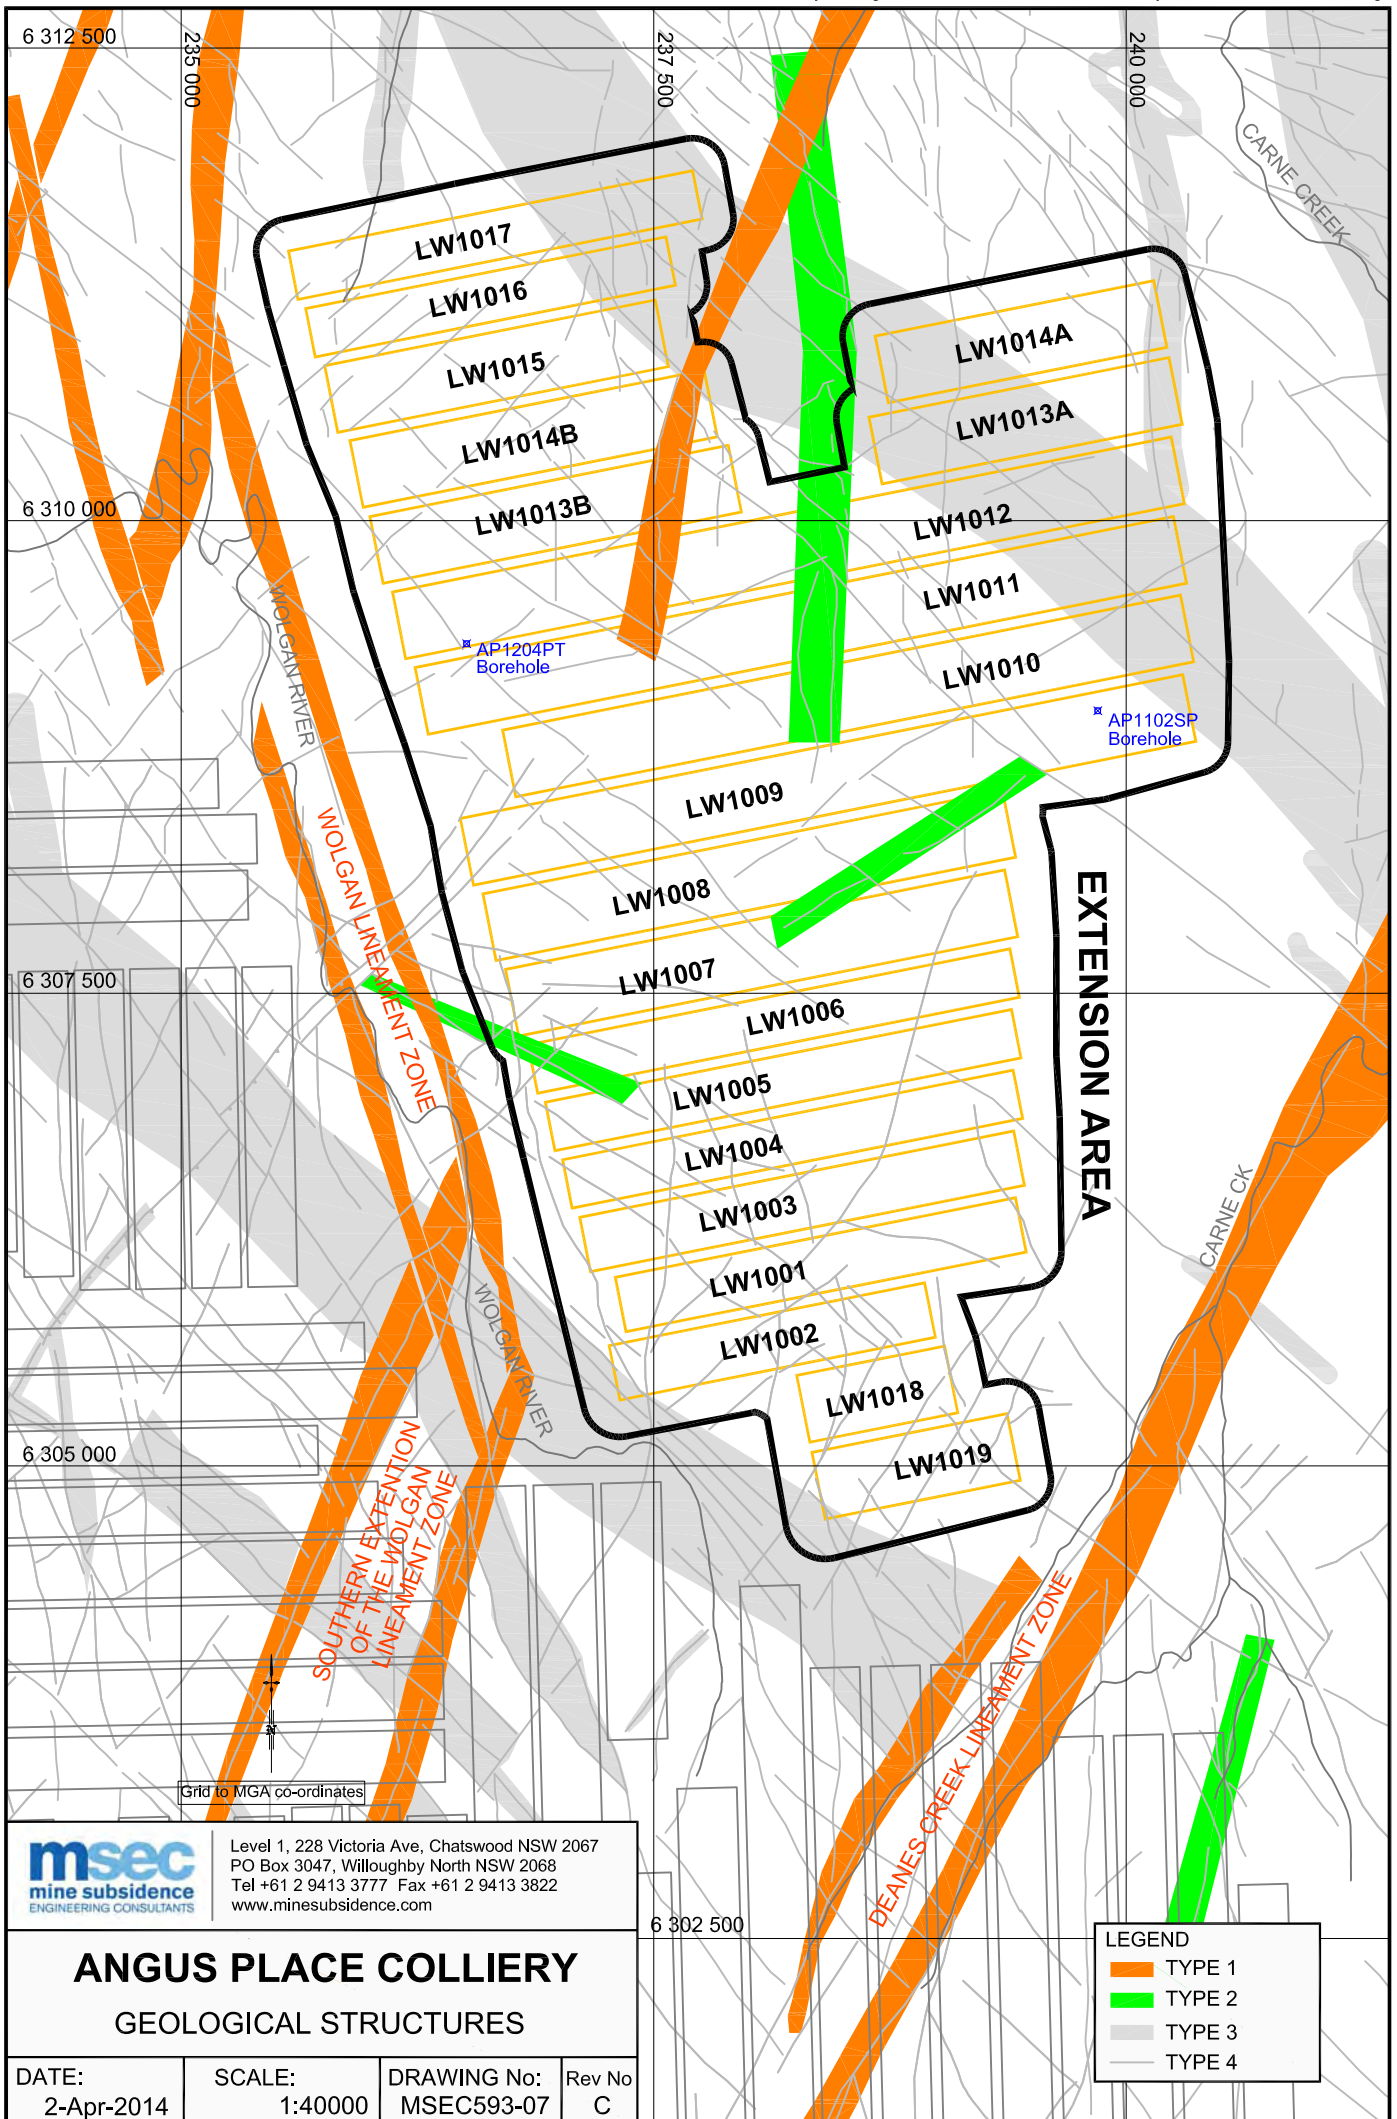 6 312 500
235 000
237 500
240 000
CARNE CREEK
LW1017
LW1016
LW1015
LW1014B
LW1013B
LW1014A
LW1013A
LW1012
LW1011
LW1010
6 310 000
WOLGAN RIVER
AP1204PT
Borehole
AP1102SP
Borehole
LW1009
LW1008
LW1007
LW1006
LW1005
LW1004
LW1003
LW1001
LW1002
LW1018
LW1019
WOLGAN LINEAMENT ZONE
6 307 500
EXTENSION AREA
CARNE CK
WOLGAN RIVER
6 305 000
SOUTHERN EXTENTION
OF THE WOLGAN
LINEAMENT ZONE
DEANES CREEK LINEAMENT ZONE
N
Grid to MGA co-ordinates
msec
mine subsidence
ENGINEERING CONSULTANTS
Level 1, 228 Victoria Ave, Chatswood NSW 2067
PO Box 3047, Willoughby North NSW 2068
Tel +61 2 9413 3777 Fax +61 2 9413 3822
www.minesubsidence.com
6 302 500
ANGUS PLACE COLLIERY
GEOLOGICAL STRUCTURES
DATE:
2-Apr-2014
SCALE:
1:40000
DRAWING No:
MSEC593-07
Rev No
C
LEGEND
TYPE 1
TYPE 2
TYPE 3
TYPE 4